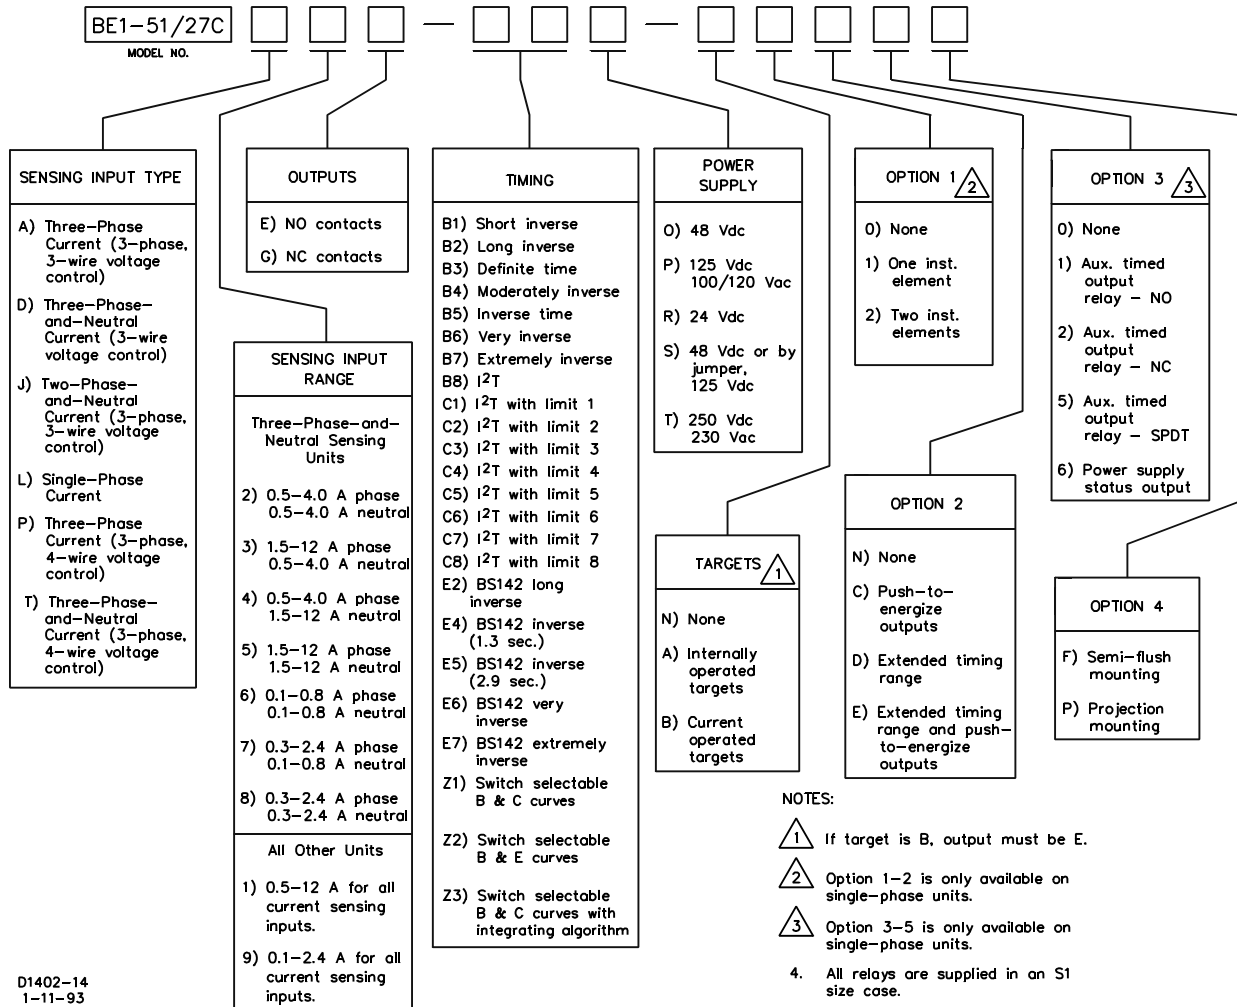 BE1-51/27C
MODEL NO.
SENSING INPUT TYPE
A) Three-Phase
Current (3-phase,
3-wire voltage
control)
D) Three-Phase-
and-Neutral
Current (3-wire
voltage control)
J) Two-Phase-
and-Neutral
Current (3-phase,
3-wire voltage
control)
L) Single-Phase
Current
P) Three-Phase
Current (3-phase,
4-wire voltage
control)
T) Three-Phase-
and-Neutral
Current (3-phase,
4-wire voltage
control)
OUTPUTS
E) NO contacts
G) NC contacts
SENSING INPUT
RANGE
Three-Phase-and-
Neutral Sensing
Units
2) 0.5-4.0 A phase
0.5-4.0 A neutral
3) 1.5-12 A phase
0.5-4.0 A neutral
4) 0.5-4.0 A phase
1.5-12 A neutral
5) 1.5-12 A phase
1.5-12 A neutral
6) 0.1-0.8 A phase
0.1-0.8 A neutral
7) 0.3-2.4 A phase
0.1-0.8 A neutral
8) 0.3-2.4 A phase
0.3-2.4 A neutral
All Other Units
1) 0.5-12 A for all
current sensing
inputs.
9) 0.1-2.4 A for all
current sensing
inputs.
TIMING
B1) Short inverse
B2) Long inverse
B3) Definite time
B4) Moderately inverse
B5) Inverse time
B6) Very inverse
B7) Extremely inverse
B8) I²T
C1) I²T with limit 1
C2) I²T with limit 2
C3) I²T with limit 3
C4) I²T with limit 4
C5) I²T with limit 5
C6) I²T with limit 6
C7) I²T with limit 7
C8) I²T with limit 8
E2) BS142 long
inverse
E4) BS142 inverse
(1.3 sec.)
E5) BS142 inverse
(2.9 sec.)
E6) BS142 very
inverse
E7) BS142 extremely
inverse
Z1) Switch selectable
B & C curves
Z2) Switch selectable
B & E curves
Z3) Switch selectable
B & C curves with
integrating algorithm
POWER
SUPPLY
O) 48 Vdc
P) 125 Vdc
100/120 Vac
R) 24 Vdc
S) 48 Vdc or by
jumper,
125 Vdc
T) 250 Vdc
230 Vac
TARGETS 1
N) None
A) Internally
operated
targets
B) Current
operated
targets
OPTION 1 2
0) None
1) One inst.
element
2) Two inst.
elements
OPTION 2
N) None
C) Push-to-
energize
outputs
D) Extended timing
range
E) Extended timing
range and push-
to-energize
outputs
OPTION 3 3
0) None
1) Aux. timed
output
relay - NO
2) Aux. timed
output
relay - NC
5) Aux. timed
output
relay - SPDT
6) Power supply
status output
OPTION 4
F) Semi-flush
mounting
P) Projection
mounting
NOTES:
1 If target is B, output must be E.
2 Option 1-2 is only available on
single-phase units.
3 Option 3-5 is only available on
single-phase units.
4. All relays are supplied in an S1
size case.
D1402-14
1-11-93